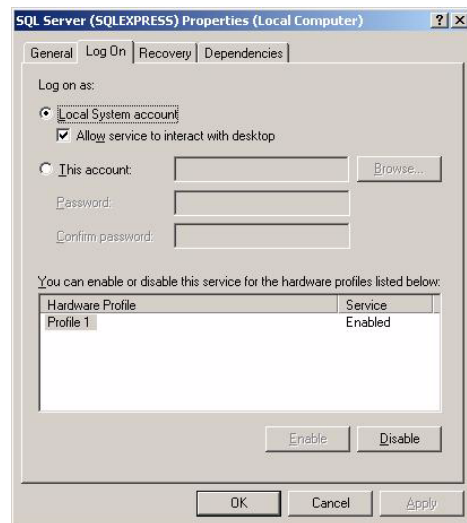 SQL Server (SQLEXPRESS) Properties (Local Computer)
General Log On Recovery Dependencies
Log on as:
Local System account
Allow service to interact with desktop
This account:
Browse...
Password:
Confirm password:
You can enable or disable this service for the hardware profiles listed below:
Hardware Profile Service
Profile 1 Enabled
Enable Disable
OK Cancel Apply